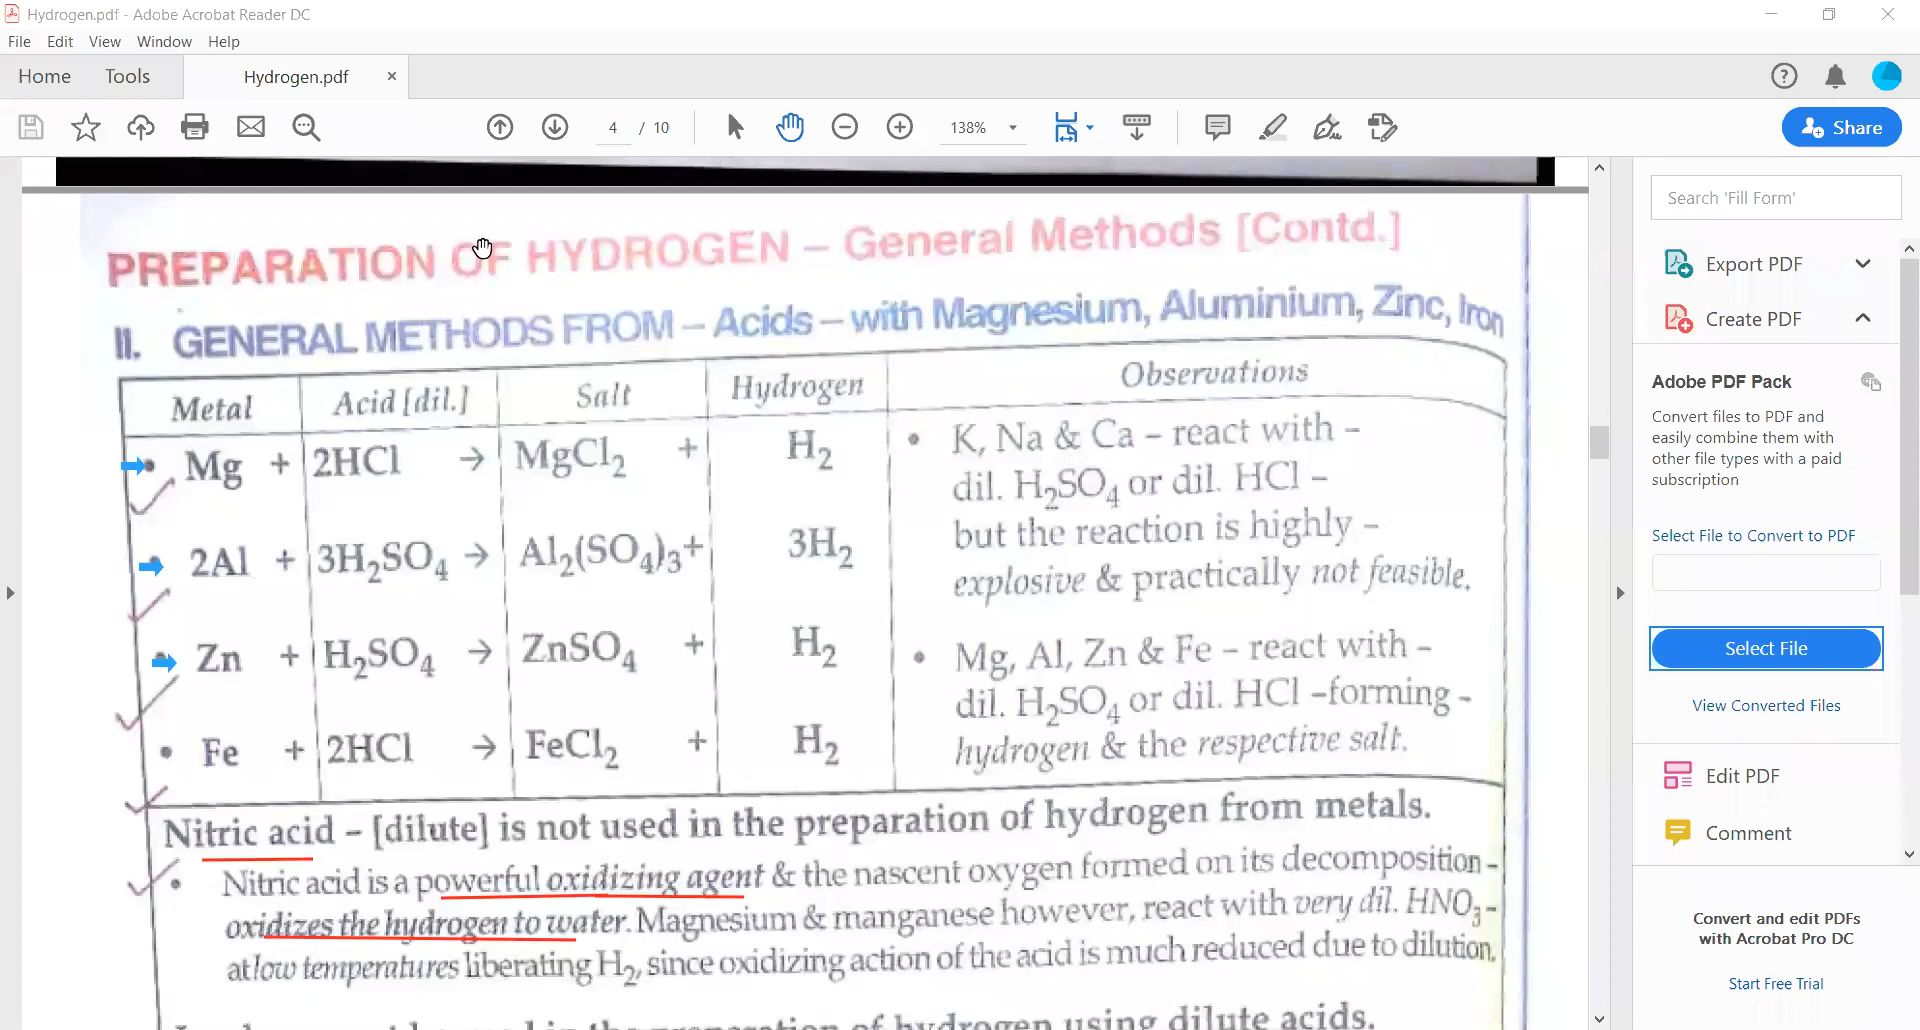 Hydrogen.pdf - Adobe Acrobat Reader DC
File Edit View Window Help
Home Tools Hydrogen.pdf ×
4 / 10 138% Share
PREPARATION OF HYDROGEN – General Methods [Contd.]
II. GENERAL METHODS FROM – Acids – with Magnesium, Aluminium, Zinc, Iron
Metal Acid [dil.] Salt Hydrogen Observations
• Mg + 2HCl → MgCl₂ + H₂
• 2Al + 3H₂SO₄ → Al₂(SO₄)₃ + 3H₂
• Zn + H₂SO₄ → ZnSO₄ + H₂
• Fe + 2HCl → FeCl₂ + H₂
• K, Na & Ca – react with –
dil. H₂SO₄ or dil. HCl –
but the reaction is highly –
explosive & practically not feasible.
• Mg, Al, Zn & Fe – react with –
dil. H₂SO₄ or dil. HCl –forming -
hydrogen & the respective salt.
Nitric acid – [dilute] is not used in the preparation of hydrogen from metals.
• Nitric acid is a powerful oxidizing agent & the nascent oxygen formed on its decomposition –
oxidizes the hydrogen to water. Magnesium & manganese however, react with very dil. HNO₃ –
at low temperatures liberating H₂, since oxidizing action of the acid is much reduced due to dilution.
preparation of hydrogen using dilute acids.
Search 'Fill Form'
Export PDF
Create PDF
Adobe PDF Pack
Convert files to PDF and
easily combine them with
other file types with a paid
subscription
Select File to Convert to PDF
Select File
View Converted Files
Edit PDF
Comment
Convert and edit PDFs
with Acrobat Pro DC
Start Free Trial